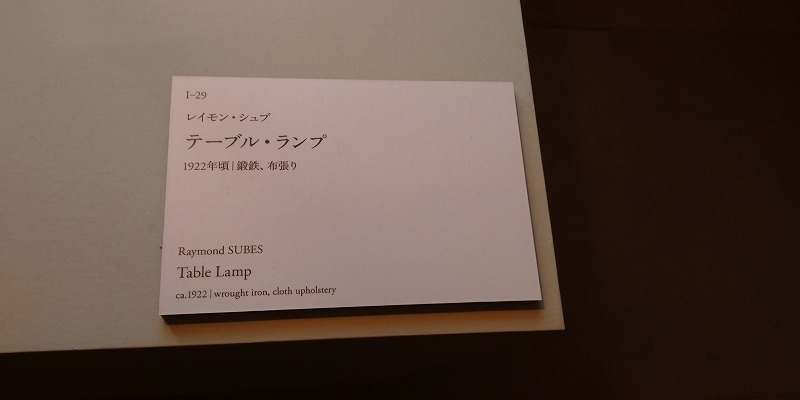 I–29
レイモン・シュブ
テーブル・ランプ
1922年頃 | 鍛鉄、布張り
Raymond SUBES
Table Lamp
ca.1922 | wrought iron, cloth upholstery